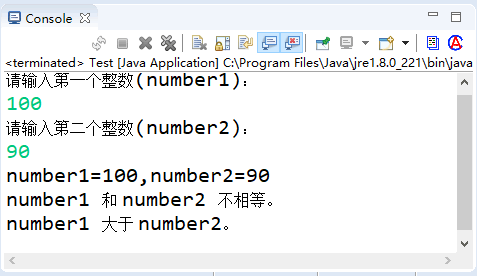 Console
<terminated> Test [Java Application] C:\Program Files\Java\jre1.8.0_221\bin\java
请输入第一个整数(number1):
100
请输入第二个整数(number2):
90
number1=100,number2=90
number1 和 number2 不相等。
number1 大于 number2。